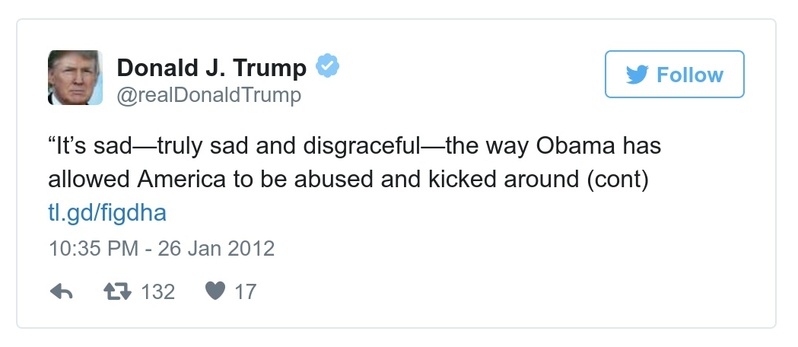 Donald J. Trump
@realDonaldTrump
Follow
“It’s sad—truly sad and disgraceful—the way Obama has
allowed America to be abused and kicked around (cont)
tl.gd/figdha
10:35 PM - 26 Jan 2012
132 17